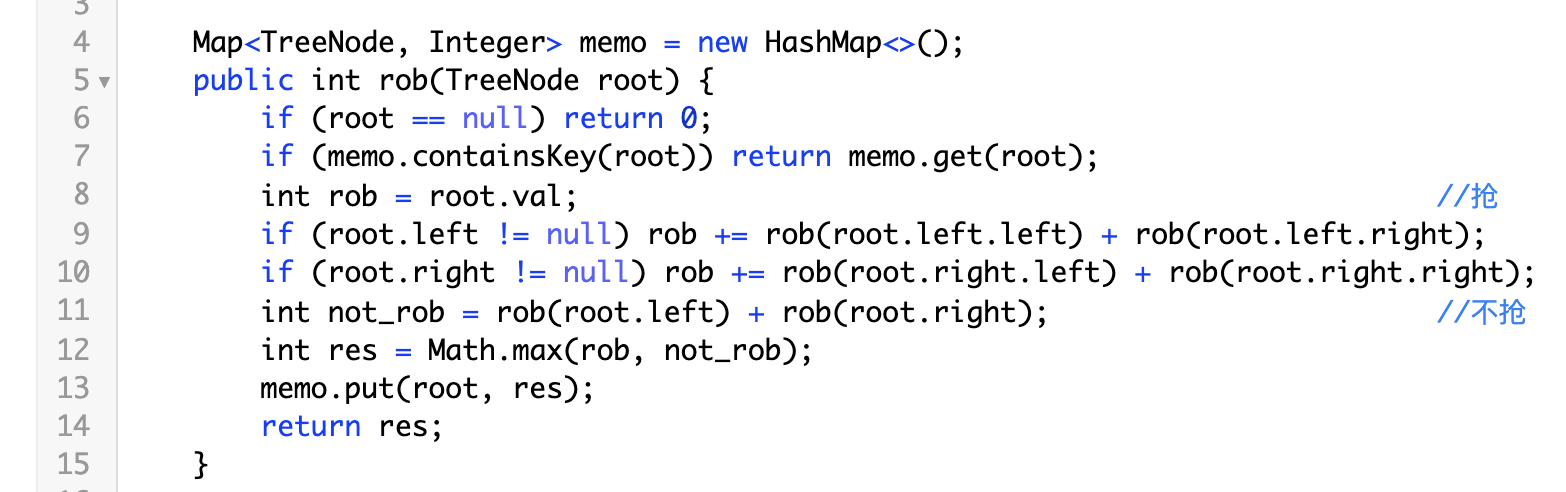 3
4 Map<TreeNode, Integer> memo = new HashMap<>();
5 public int rob(TreeNode root) {
6 if (root == null) return 0;
7 if (memo.containsKey(root)) return memo.get(root);
8 int rob = root.val; //抢
9 if (root.left != null) rob += rob(root.left.left) + rob(root.left.right);
10 if (root.right != null) rob += rob(root.right.left) + rob(root.right.right);
11 int not_rob = rob(root.left) + rob(root.right); //不抢
12 int res = Math.max(rob, not_rob);
13 memo.put(root, res);
14 return res;
15 }